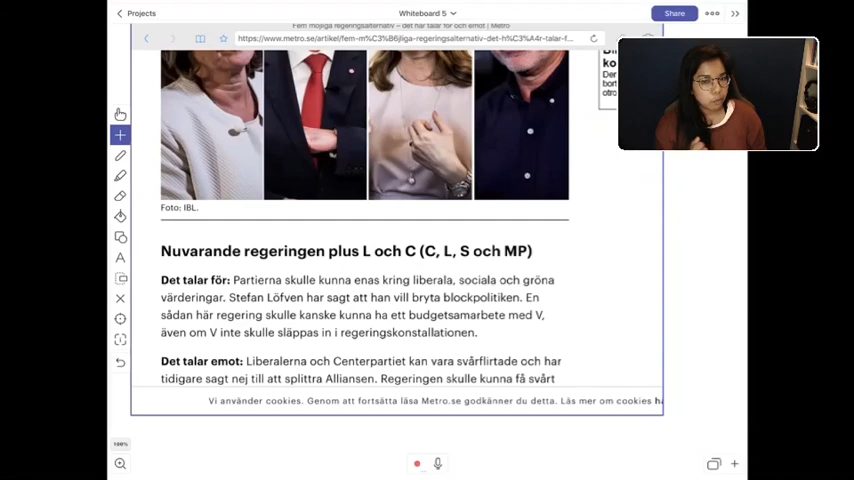 Projects
Whiteboard 5
Share
Fem möjliga regeringsalternativ – det här talar för och emot | Metro
https://www.metro.se/artikel/fem-m%C3%B6jliga-regeringsalternativ-det-h%C3%A4r-talar-f...
ko
Der
bort
otro
Foto: IBL.
Nuvarande regeringen plus L och C (C, L, S och MP)
Det talar för: Partierna skulle kunna enas kring liberala, sociala och gröna
värderingar. Stefan Löfven har sagt att han vill bryta blockpolitiken. En
sådan här regering skulle kanske kunna ha ett budgetsamarbete med V,
även om V inte skulle släppas in i regeringskonstallationen.
Det talar emot: Liberalerna och Centerpartiet kan vara svårflirtade och har
tidigare sagt nej till att splittra Alliansen. Regeringen skulle kunna få svårt
Vi använder cookies. Genom att fortsätta läsa Metro.se godkänner du detta. Läs mer om cookies h
100%